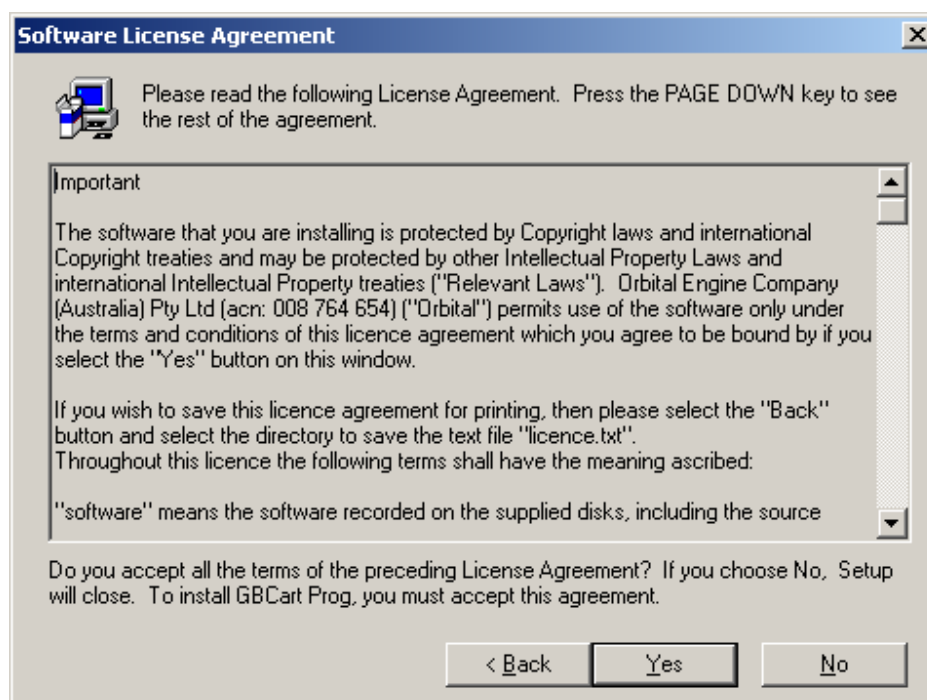 Software License Agreement
Please read the following License Agreement. Press the PAGE DOWN key to see
the rest of the agreement.
Important
The software that you are installing is protected by Copyright laws and international
Copyright treaties and may be protected by other Intellectual Property Laws and
international Intellectual Property treaties ("Relevant Laws"). Orbital Engine Company
(Australia) Pty Ltd (acn: 008 764 654) ("Orbital") permits use of the software only under
the terms and conditions of this licence agreement which you agree to be bound by if you
select the "Yes" button on this window.
If you wish to save this licence agreement for printing, then please select the "Back"
button and select the directory to save the text file "licence.txt".
Throughout this licence the following terms shall have the meaning ascribed:
"software" means the software recorded on the supplied disks, including the source
Do you accept all the terms of the preceding License Agreement? If you choose No, Setup
will close. To install GBCart Prog, you must accept this agreement.
< Back Yes No